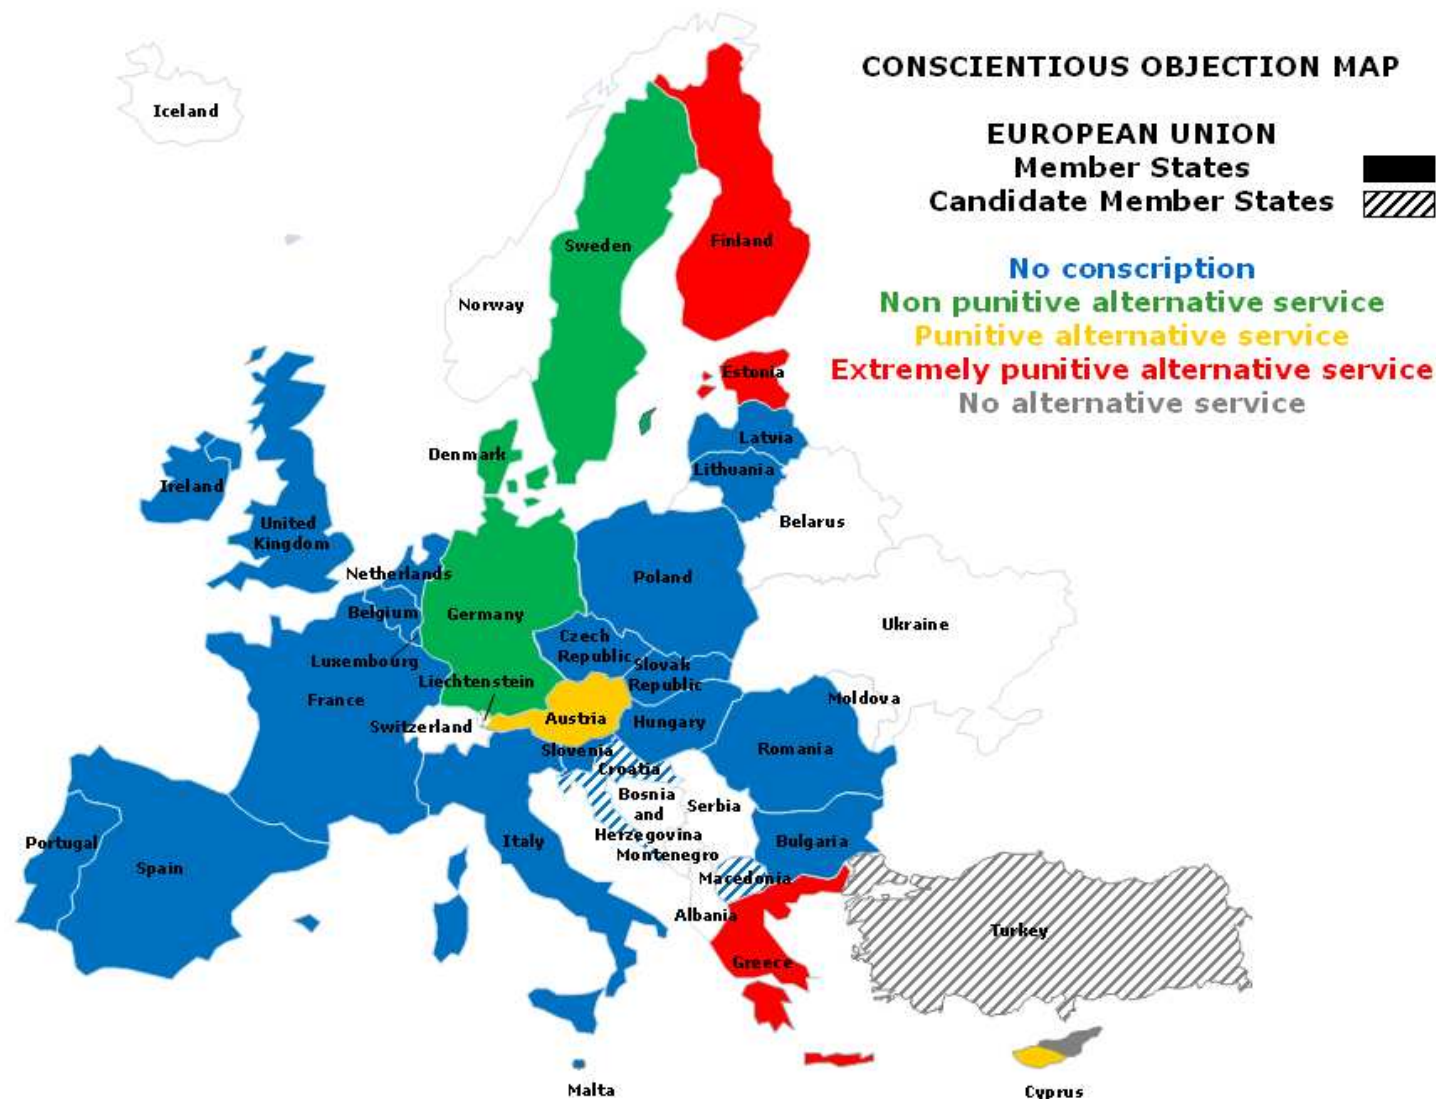 CONSCIENTIOUS OBJECTION MAP
EUROPEAN UNION
Member States
Candidate Member States
No conscription
Non punitive alternative service
Punitive alternative service
Extremely punitive alternative service
No alternative service
Iceland
Sweden
Finland
Norway
Estonia
Latvia
Denmark
Lithuania
Ireland
United
Kingdom
Belarus
Netherlands
Poland
Belgium
Germany
Ukraine
Czech
Republic
Luxembourg
Slovak
Republic
Liechtenstein
France
Moldova
Switzerland
Austria
Hungary
Slovenia
Romania
Croatia
Bosnia
and
Herzegovina
Serbia
Portugal
Spain
Italy
Montenegro
Bulgaria
Macedonia
Albania
Turkey
Greece
Malta
Cyprus